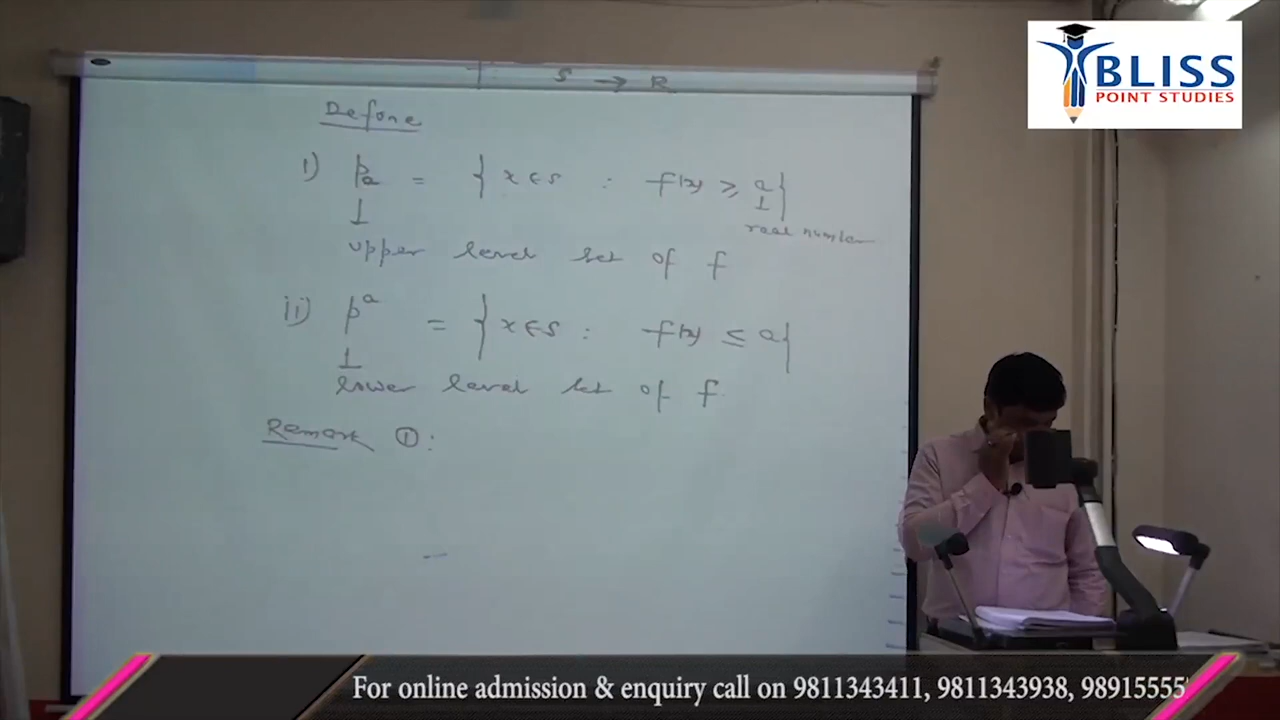 BLISS
POINT STUDIES
S → R
Define
i) Pa = { x ∈ S : f(x) ≥ a }
real number
upper level set of f
ii) P^a = { x ∈ S : f(x) ≤ a }
lower level set of f
Remark ①:
For online admission & enquiry call on 9811343411, 9811343938, 98915555